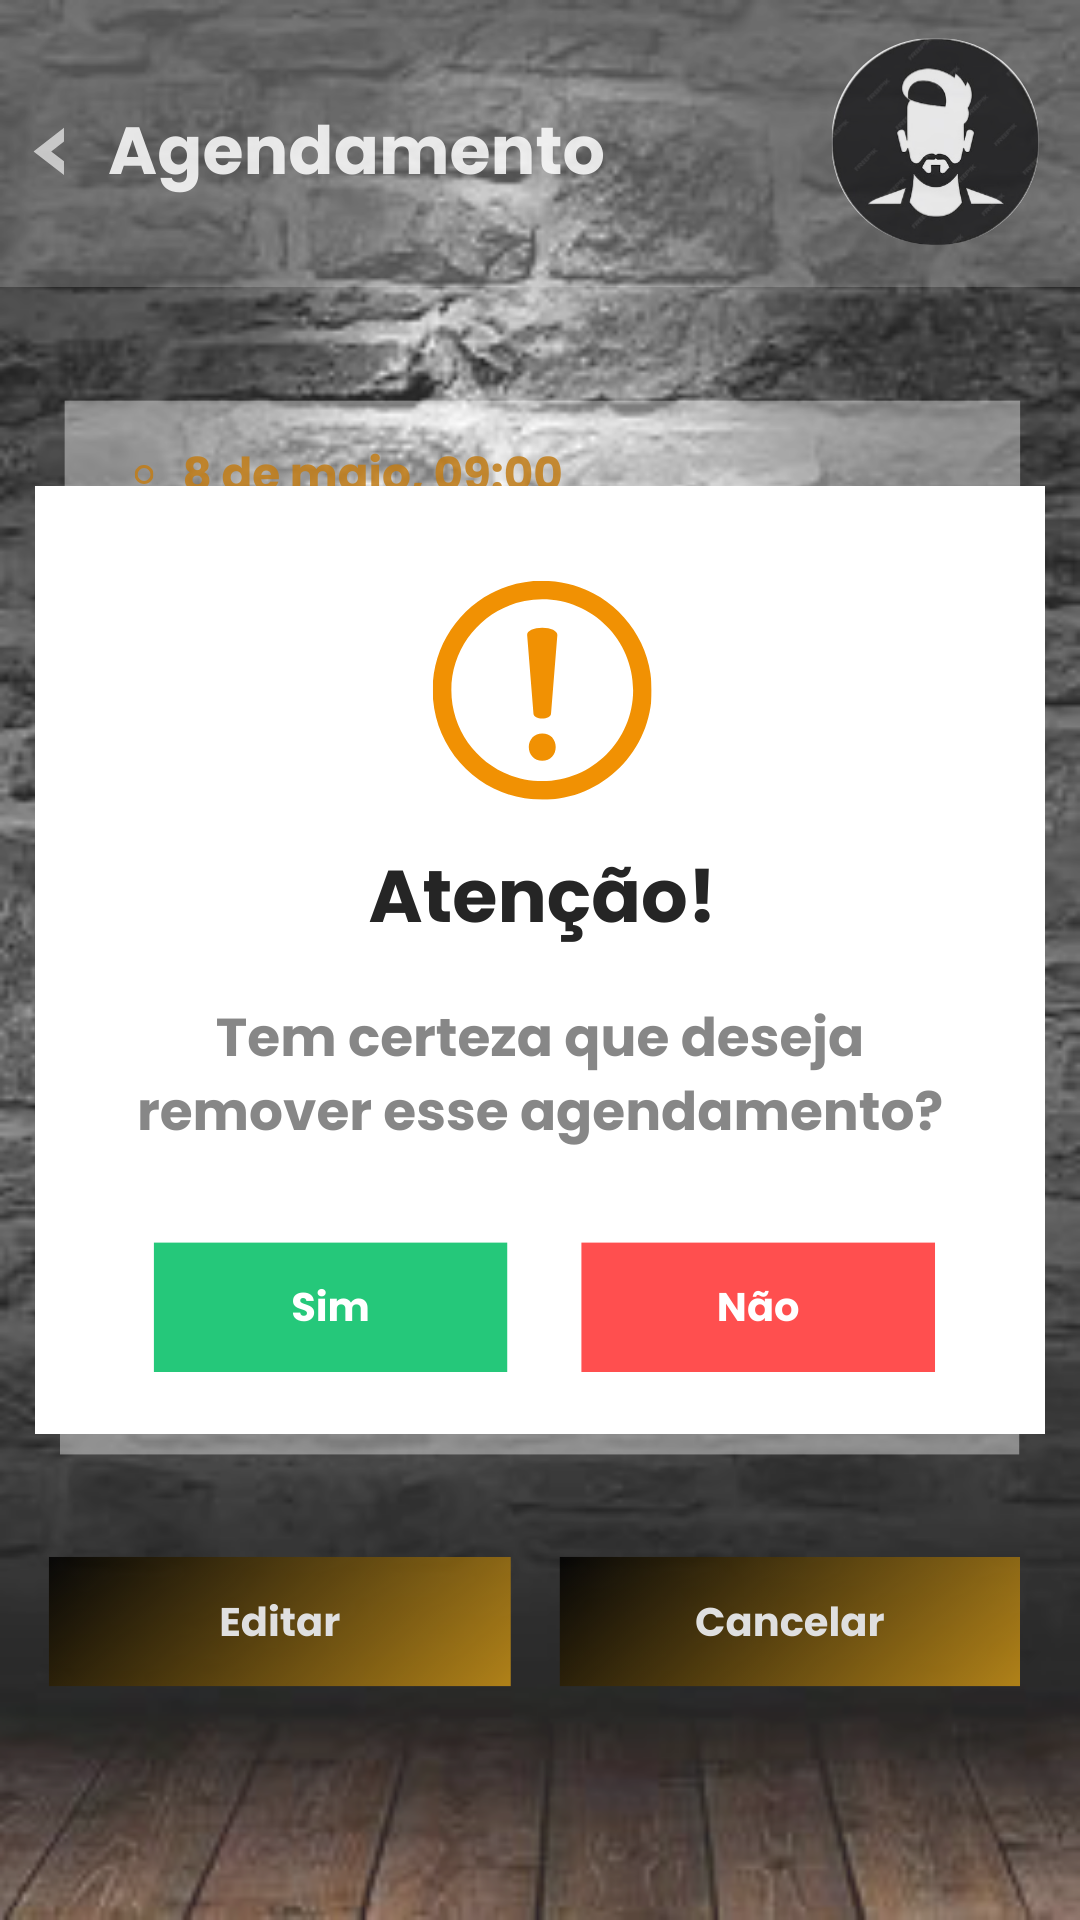 Agendamento
8 de maio, 09:00
Atenção!
Tem certeza que deseja
remover esse agendamento?
Sim
Não
Editar
Cancelar